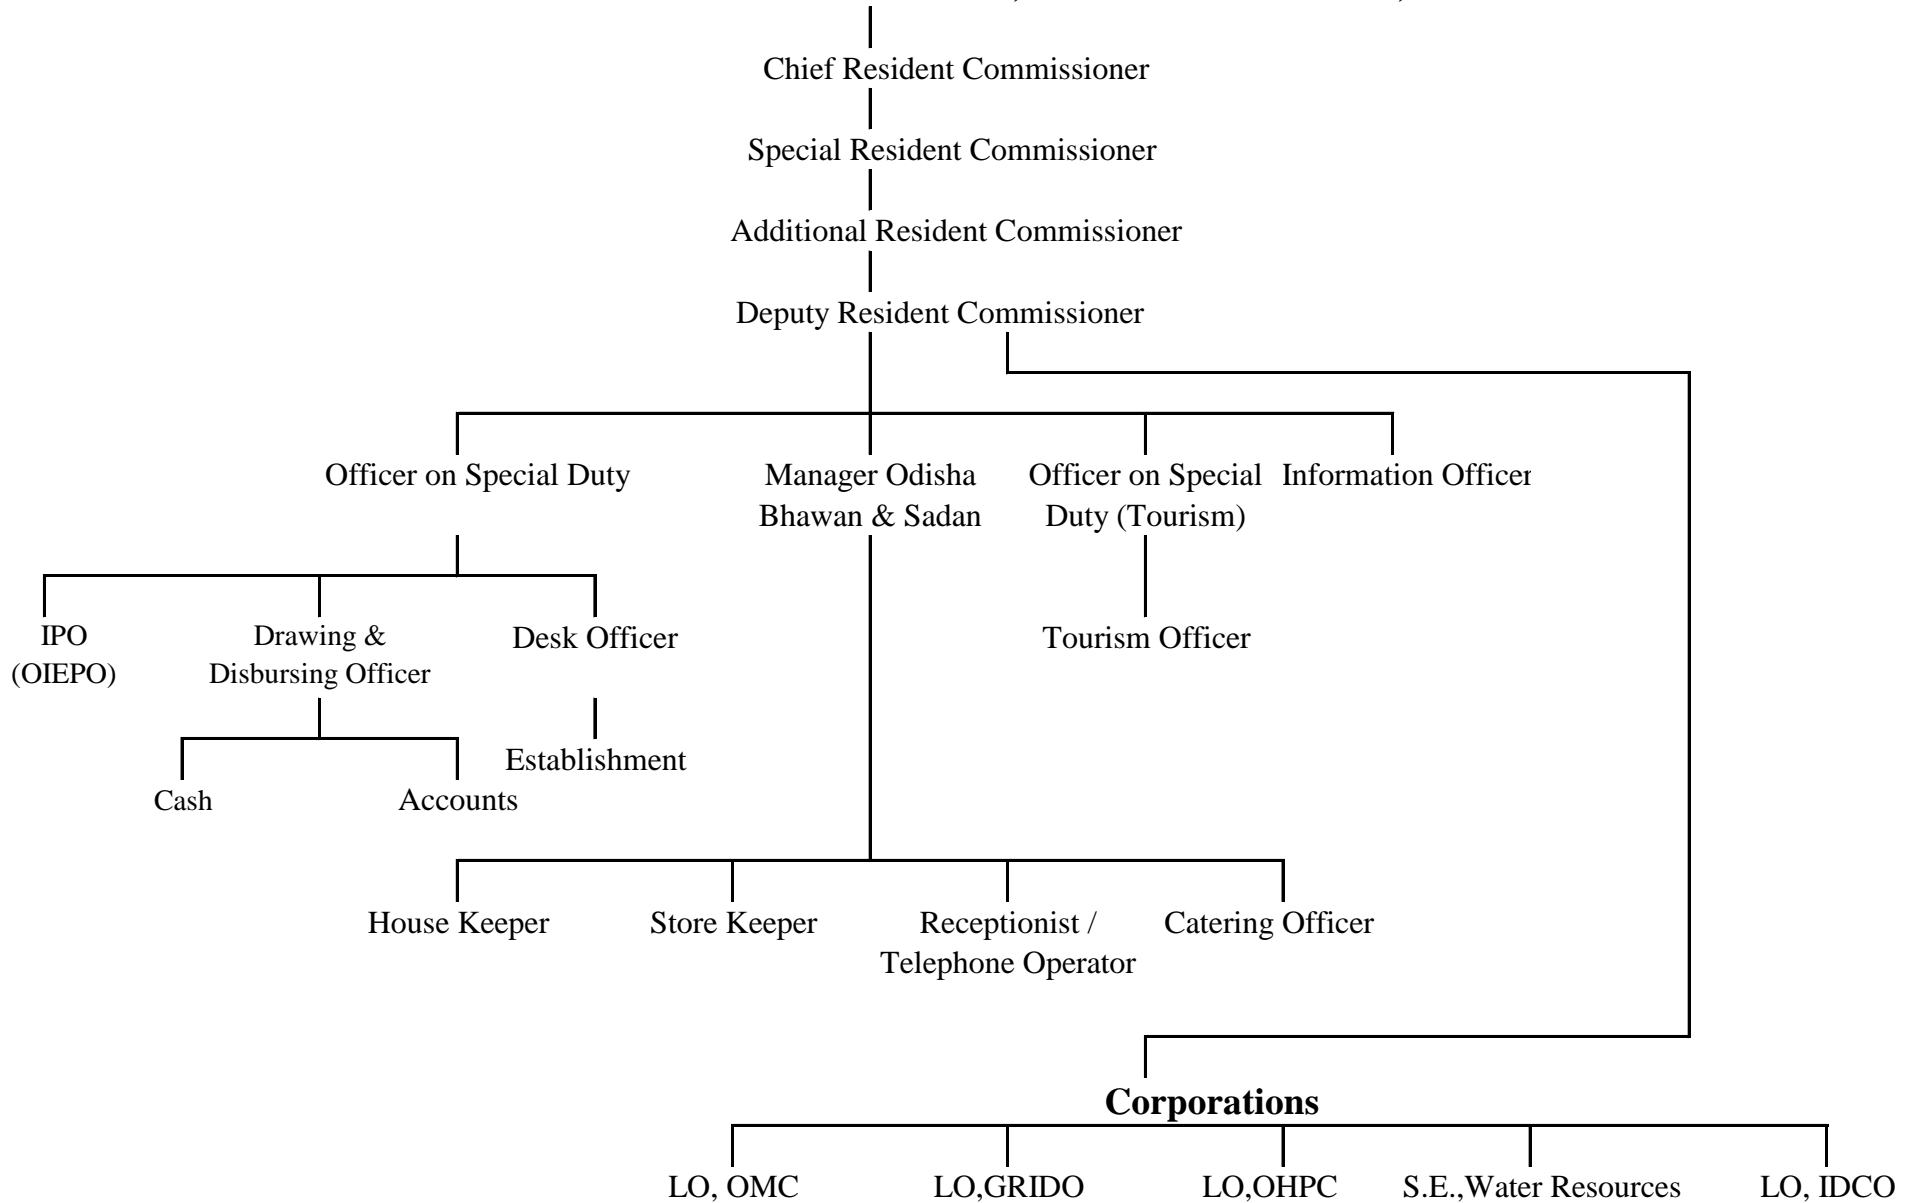 Chief Resident Commissioner
Special Resident Commissioner
Additional Resident Commissioner
Deputy Resident Commissioner
Officer on Special Duty
Manager Odisha
Bhawan & Sadan
Officer on Special
Duty (Tourism)
Information Officer
IPO
(OIEPO)
Drawing &
Disbursing Officer
Desk Officer
Tourism Officer
Establishment
Cash
Accounts
House Keeper
Store Keeper
Receptionist /
Telephone Operator
Catering Officer
Corporations
LO, OMC
LO,GRIDO
LO,OHPC
S.E.,Water Resources
LO, IDCO